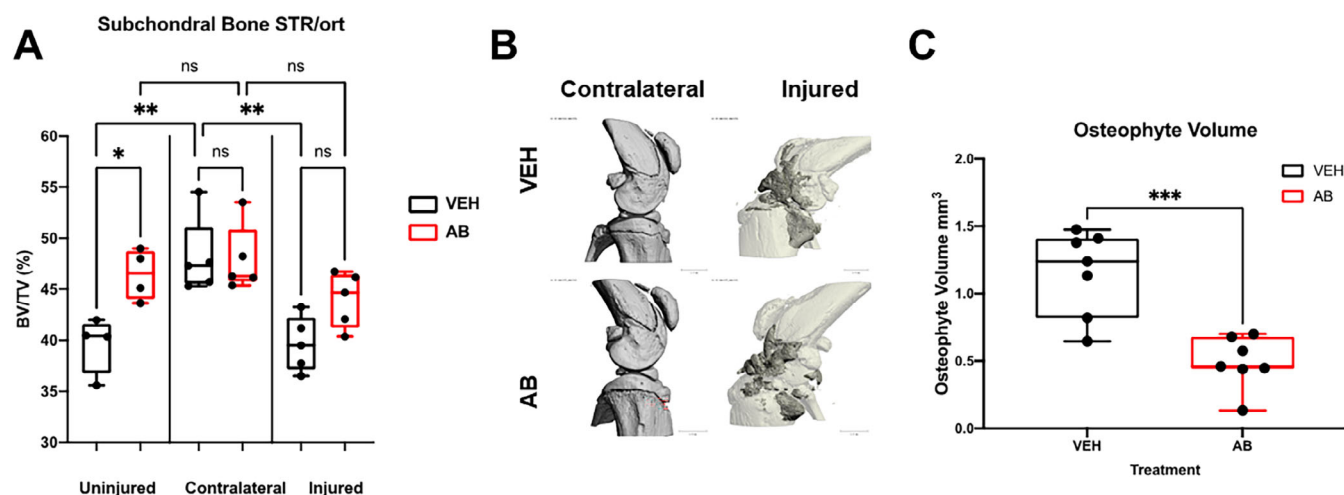 A
Subchondral Bone STR/ort
ns
ns
**
**
*
ns
ns
60
55
50
45
40
35
30
BV/TV (%)
Uninjured
Contralateral
Injured
VEH
AB
B
Contralateral
Injured
VEH
AB
C
Osteophyte Volume
2.0
1.5
1.0
0.5
0.0
Osteophyte Volume mm³
***
VEH
AB
Treatment
VEH
AB